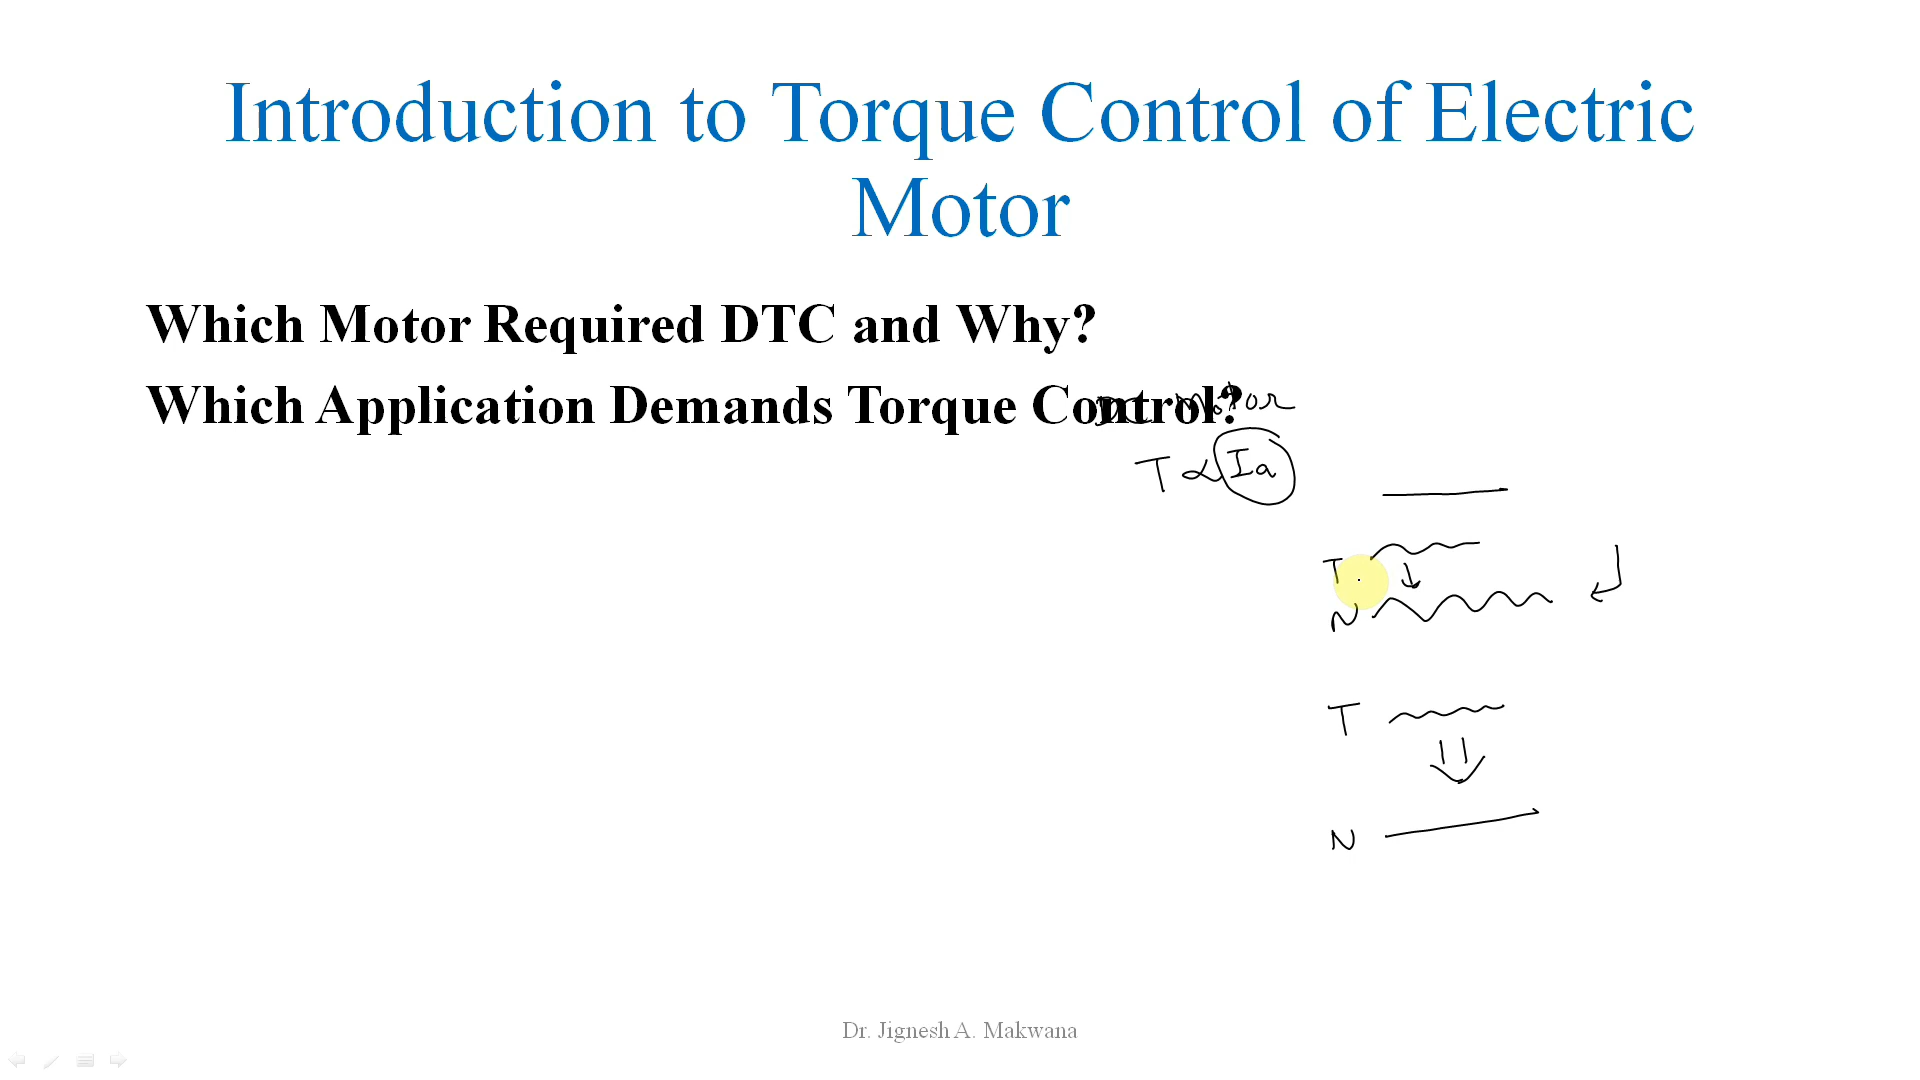 Introduction to Torque Control of Electric
Motor
Which Motor Required DTC and Why?
Which Application Demands Torque Control?
DC Motor
T ∝ Ia
T
N
T
N
Dr. Jignesh A. Makwana